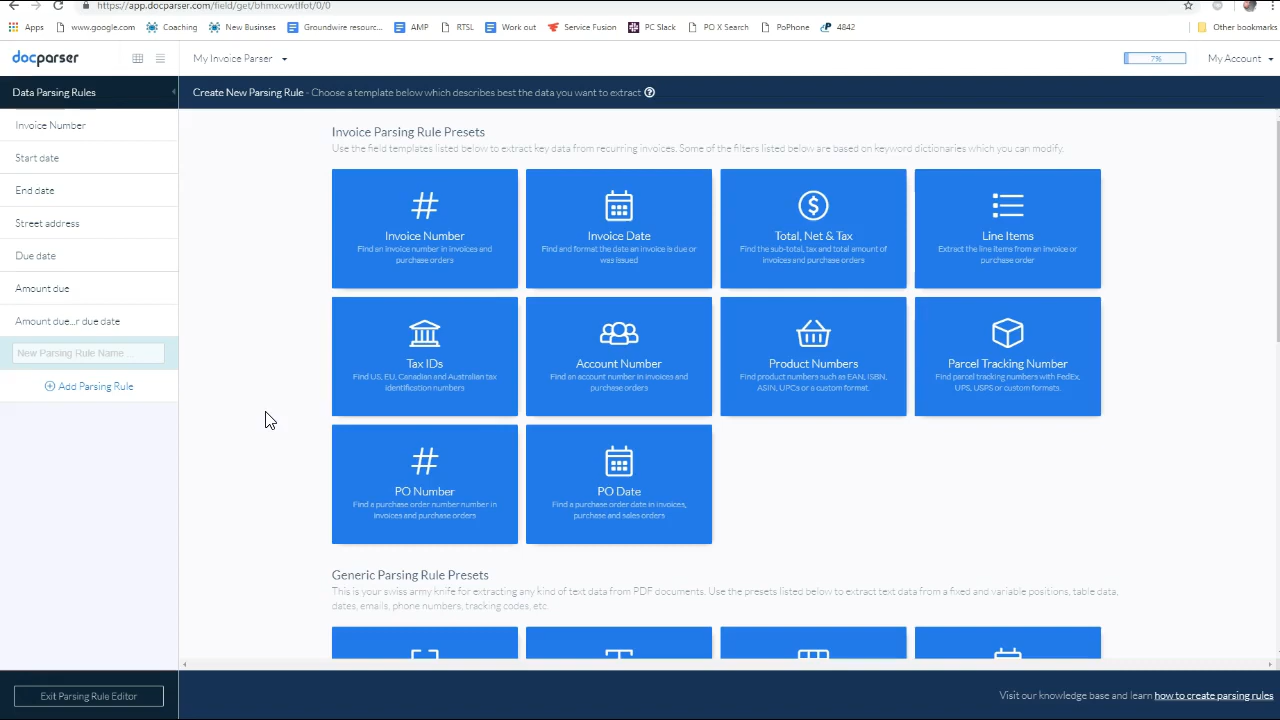 https://app.docparser.com/field/get/bhmxcvwtlfot/0/0
Apps www.google.com Coaching New Businses Groundwire resourc... AMP RTSL Work out Service Fusion PC Slack PO X Search PoPhone 4842 Other bookmarks
docparser My Invoice Parser 7% My Account
Data Parsing Rules
Create New Parsing Rule - Choose a template below which describes best the data you want to extract
Invoice Number
Start date
End date
Street address
Due date
Amount due
Amount due...r due date
New Parsing Rule Name ...
Add Parsing Rule
Invoice Parsing Rule Presets
Use the field templates listed below to extract key data from recurring invoices. Some of the filters listed below are based on keyword dictionaries which you can modify.
Invoice Number
Find an invoice number in invoices and
purchase orders
Invoice Date
Find and format the date an invoice is due or
was issued
Total, Net & Tax
Find the sub-total, tax and total amount of
invoices and purchase orders
Line Items
Extract the line items from an invoice or
purchase order
Tax IDs
Find US, EU, Canadian and Australian tax
identification numbers
Account Number
Find an account number in invoices and
purchase orders
Product Numbers
Find product numbers such as EAN, ISBN,
ASIN, UPCs or a custom format.
Parcel Tracking Number
Find parcel tracking numbers with FedEx,
UPS, USPS or custom formats.
PO Number
Find a purchase order number number in
invoices and purchase orders
PO Date
Find a purchase order date in invoices,
purchase and sales orders
Generic Parsing Rule Presets
This is your swiss army knife for extracting any kind of text data from PDF documents. Use the presets listed below to extract text data from a fixed and variable positions, table data,
dates, emails, phone numbers, tracking codes, etc.
Exit Parsing Rule Editor
Visit our knowledge base and learn how to create parsing rules